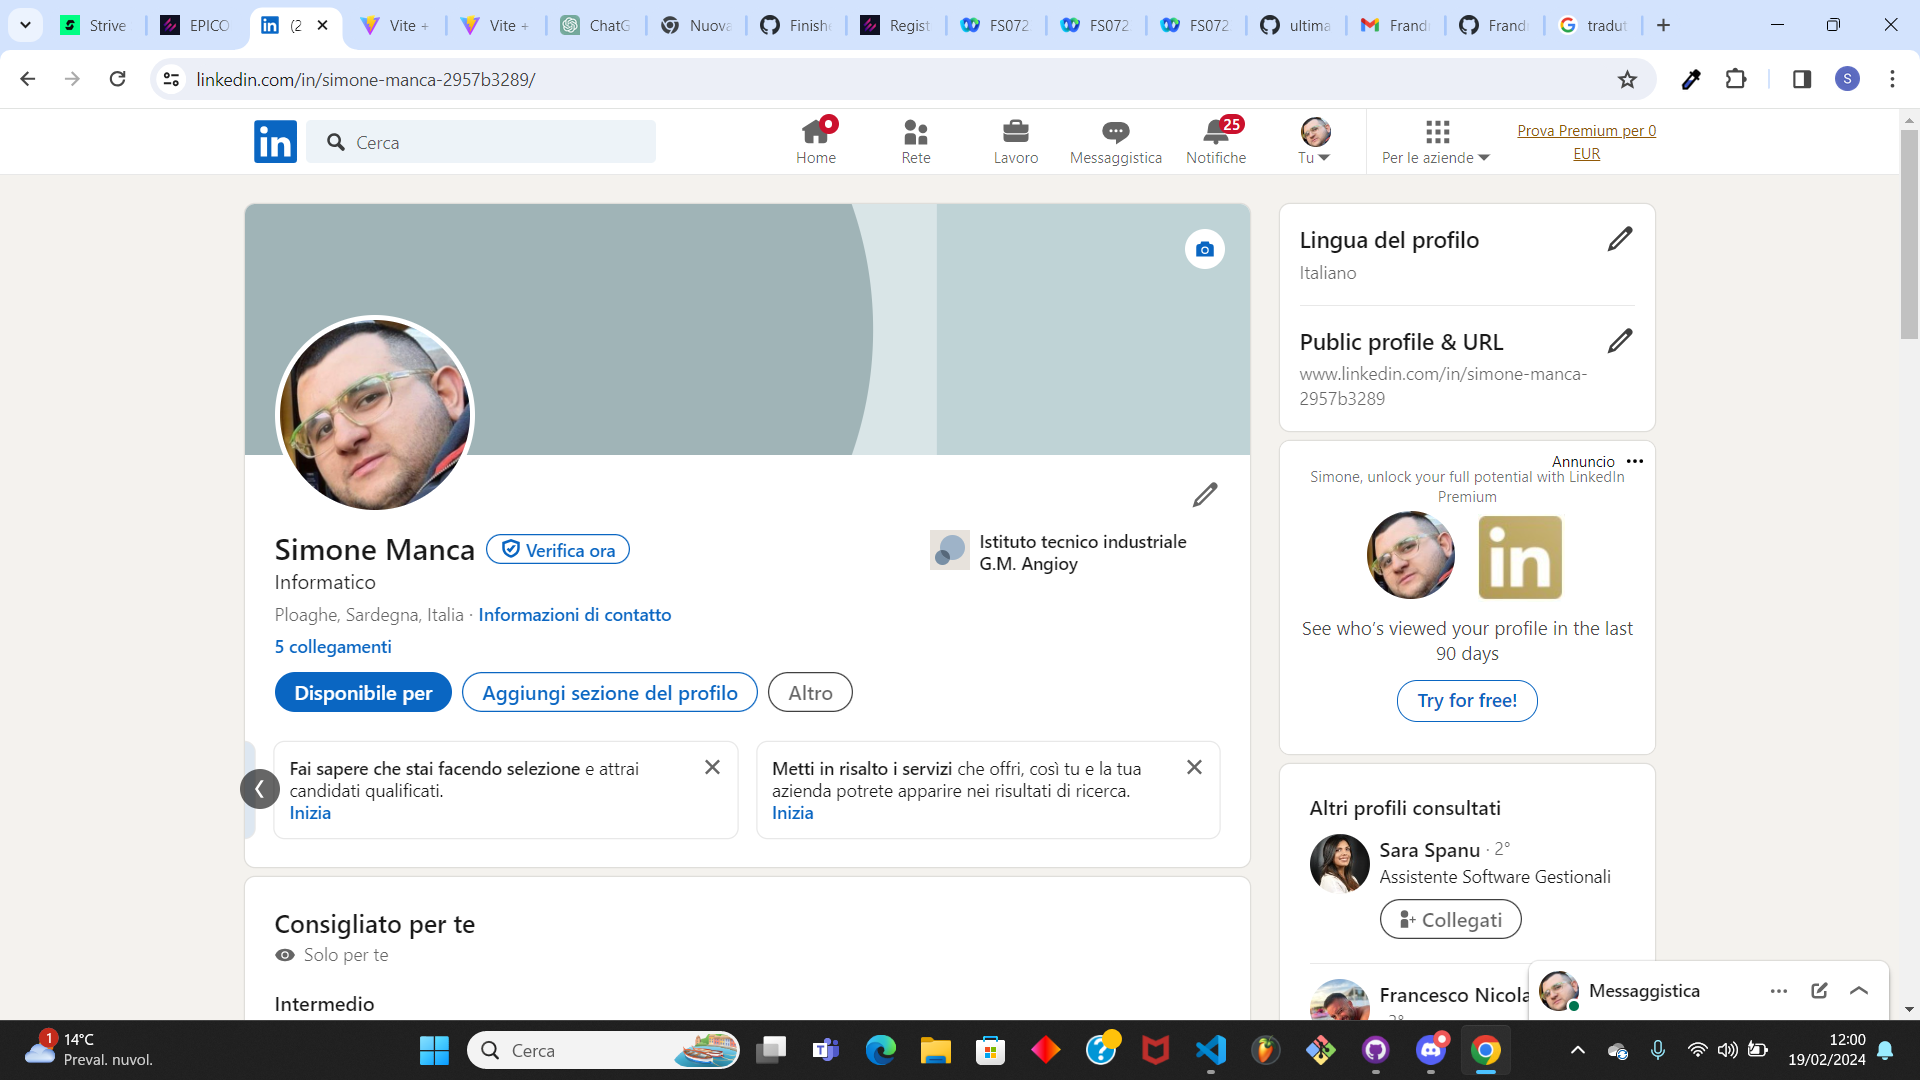 Strive
EPICO
(2
Vite +
Vite +
ChatG
Nuova
Finishe
Regist
FS072
FS072
FS072
ultima
Frand
Frand
tradut
linkedin.com/in/simone-manca-2957b3289/
Cerca
Home
Rete
Lavoro
Messaggistica
25
Notifiche
Tu
Per le aziende
Prova Premium per 0
EUR
Simone Manca
Verifica ora
Informatico
Ploaghe, Sardegna, Italia · Informazioni di contatto
5 collegamenti
Istituto tecnico industriale
G.M. Angioy
Disponibile per
Aggiungi sezione del profilo
Altro
Fai sapere che stai facendo selezione e attrai
candidati qualificati.
Inizia
Metti in risalto i servizi che offri, così tu e la tua
azienda potrete apparire nei risultati di ricerca.
Inizia
Consigliato per te
Solo per te
Intermedio
Lingua del profilo
Italiano
Public profile & URL
www.linkedin.com/in/simone-manca-
2957b3289
Annuncio
Simone, unlock your full potential with LinkedIn
Premium
in
See who's viewed your profile in the last
90 days
Try for free!
Altri profili consultati
Sara Spanu · 2°
Assistente Software Gestionali
Collegati
Francesco Nicola
Messaggistica
1
14°C
Preval. nuvol.
Cerca
12:00
19/02/2024